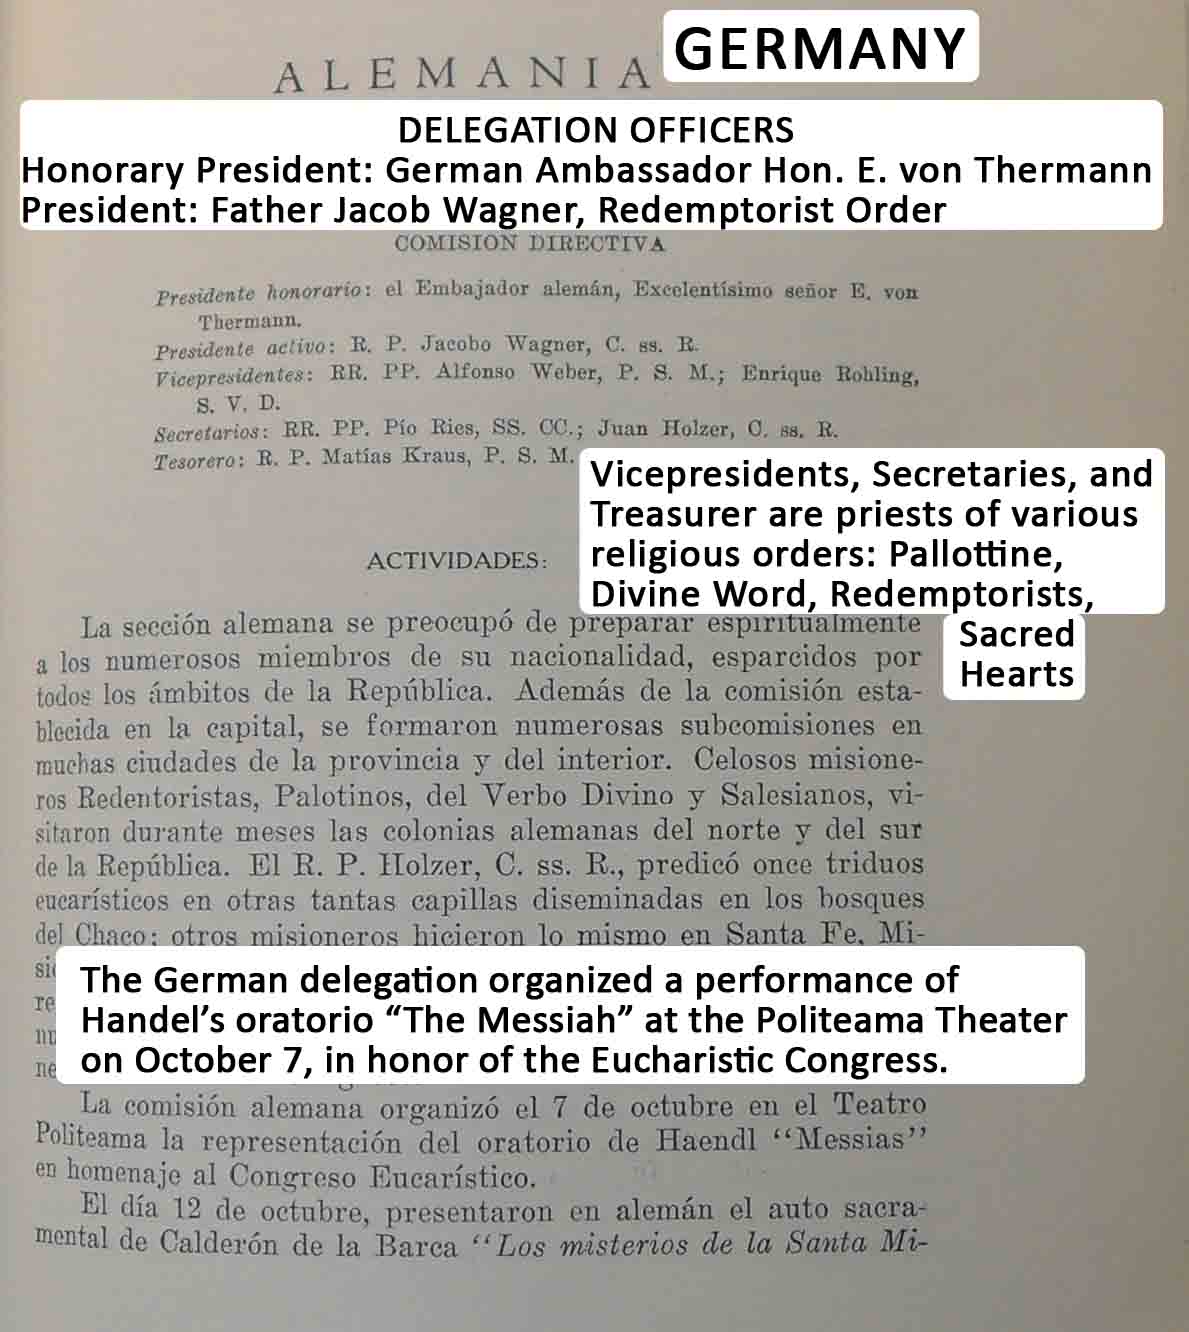 ALEMANIA
GERMANY
DELEGATION OFFICERS
Honorary President: German Ambassador Hon. E. von Thermann
President: Father Jacob Wagner, Redemptorist Order
COMISION DIRECTIVA
Presidente honorario: el Embajador alemán, Excelentísimo señor E. von
Thermann.
Presidente activo: R. P. Jacobo Wagner, C. ss. R.
Vicepresidentes: RR. PP. Alfonso Weber, P. S. M.; Enrique Rohling,
S. V. D.
Secretarios: RR. PP. Pío Ries, SS. CC.; Juan Holzer, C. ss. R.
Tesorero: R. P. Matías Kraus, P. S. M.
Vicepresidents, Secretaries, and
Treasurer are priests of various
religious orders: Pallottine,
Divine Word, Redemptorists,
Sacred
Hearts
ACTIVIDADES:
La sección alemana se preocupó de preparar espiritualmente
a los numerosos miembros de su nacionalidad, esparcidos por
todos los ámbitos de la República. Además de la comisión esta-
blecida en la capital, se formaron numerosas subcomisiones en
muchas ciudades de la provincia y del interior. Celosos misione-
ros Redentoristas, Palotinos, del Verbo Divino y Salesianos, vi-
sitaron durante meses las colonias alemanas del norte y del sur
de la República. El R. P. Holzer, C. ss. R., predicó once triduos
eucarísticos en otras tantas capillas diseminadas en los bosques
del Chaco; otros misioneros hicieron lo mismo en Santa Fe, Mi-
The German delegation organized a performance of
Handel's oratorio “The Messiah” at the Politeama Theater
on October 7, in honor of the Eucharistic Congress.
La comisión alemana organizó el 7 de octubre en el Teatro
Politeama la representación del oratorio de Haendl “Messias”
en homenaje al Congreso Eucarístico.
El día 12 de octubre, presentaron en alemán el auto sacra-
mental de Calderón de la Barca “Los misterios de la Santa Mi-